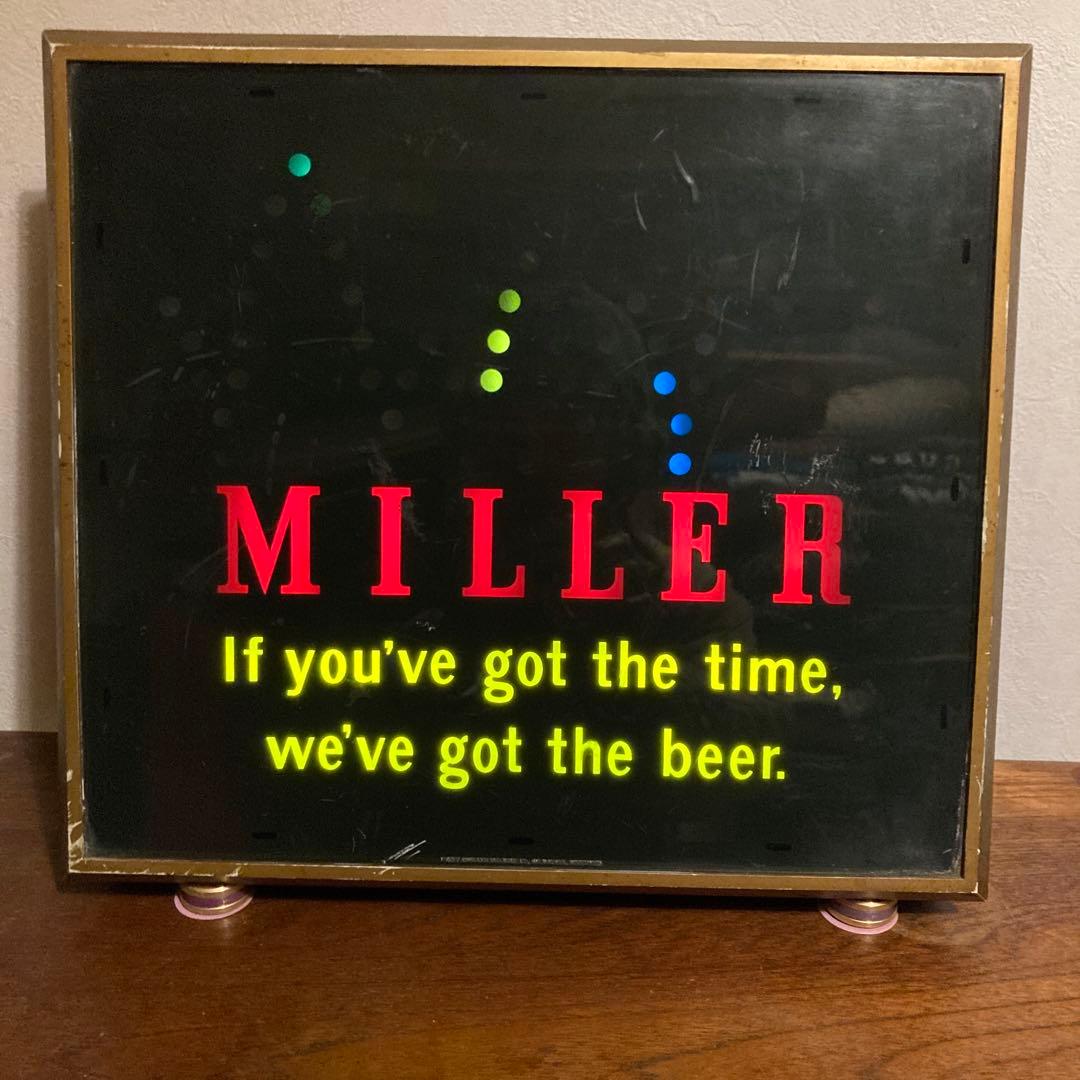 MILLER
If you've got the time,
we've got the beer.